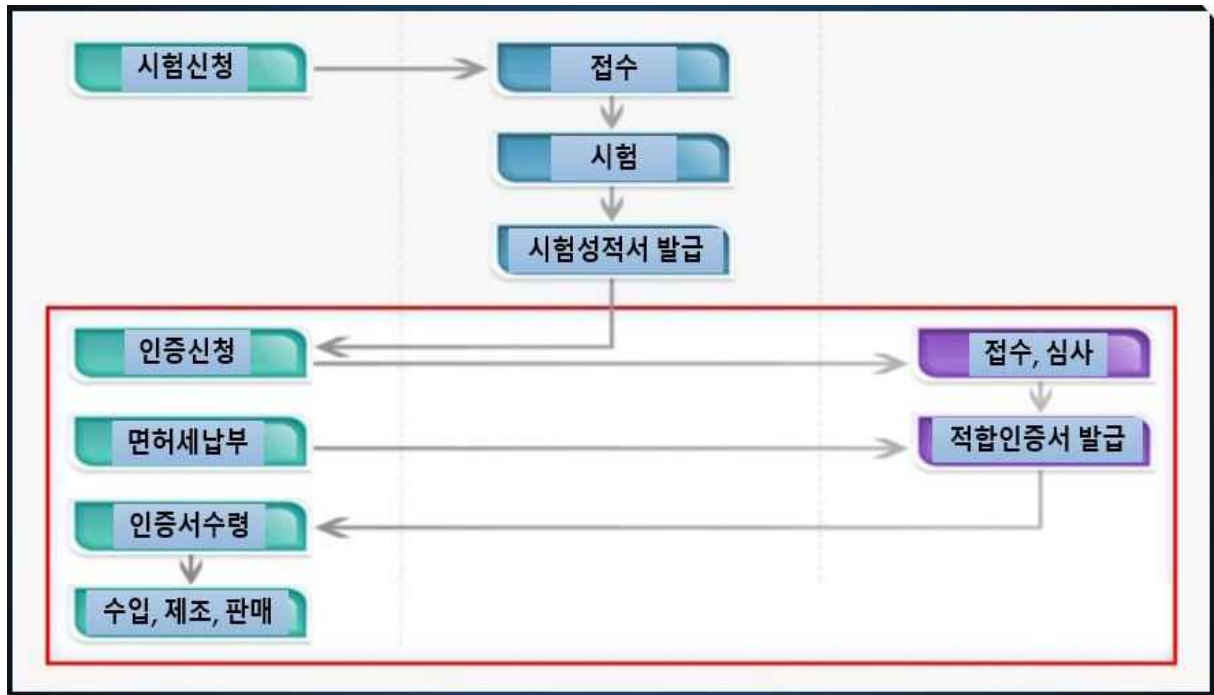 시험신청
접수
시험
시험성적서 발급
인증신청
접수, 심사
면허세납부
적합인증서 발급
인증서수령
수입, 제조, 판매